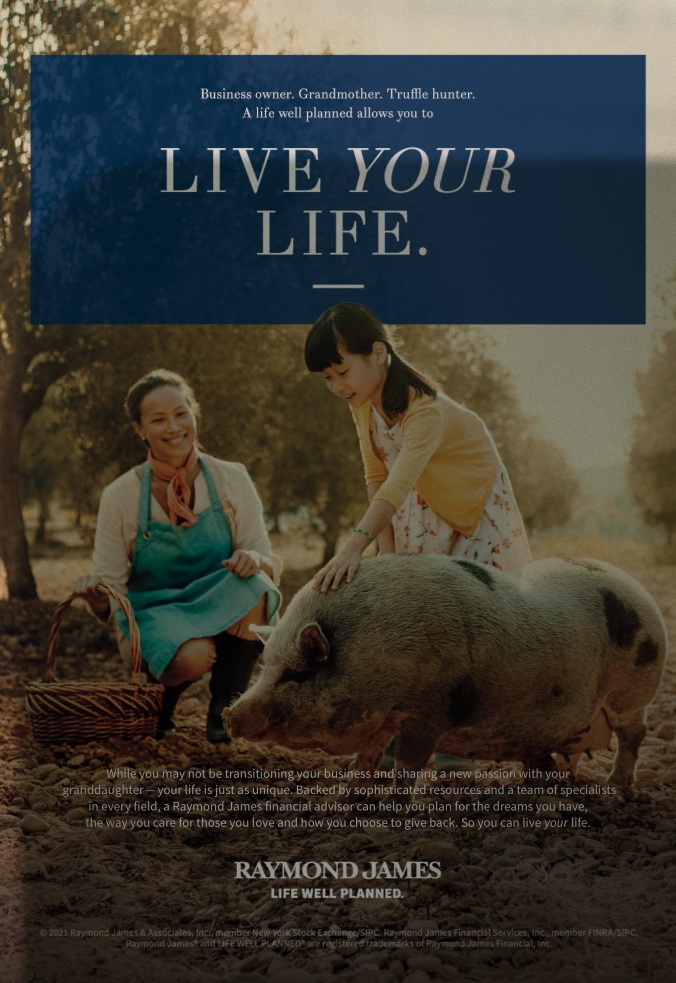 Business owner. Grandmother. Truffle hunter.
A life well planned allows you to
LIVE YOUR
LIFE.
While you may not be transitioning your business and sharing a new passion with your
granddaughter – your life is just as unique. Backed by sophisticated resources and a team of specialists
in every field, a Raymond James financial advisor can help you plan for the dreams you have,
the way you care for those you love and how you choose to give back. So you can live your life.
RAYMOND JAMES
LIFE WELL PLANNED.
© 2021 Raymond James & Associates, Inc., member New York Stock Exchange/SIPC. Raymond James Financial Services, Inc., member FINRA/SIPC.
Raymond James® and LIFE WELL PLANNED® are registered trademarks of Raymond James Financial, Inc.